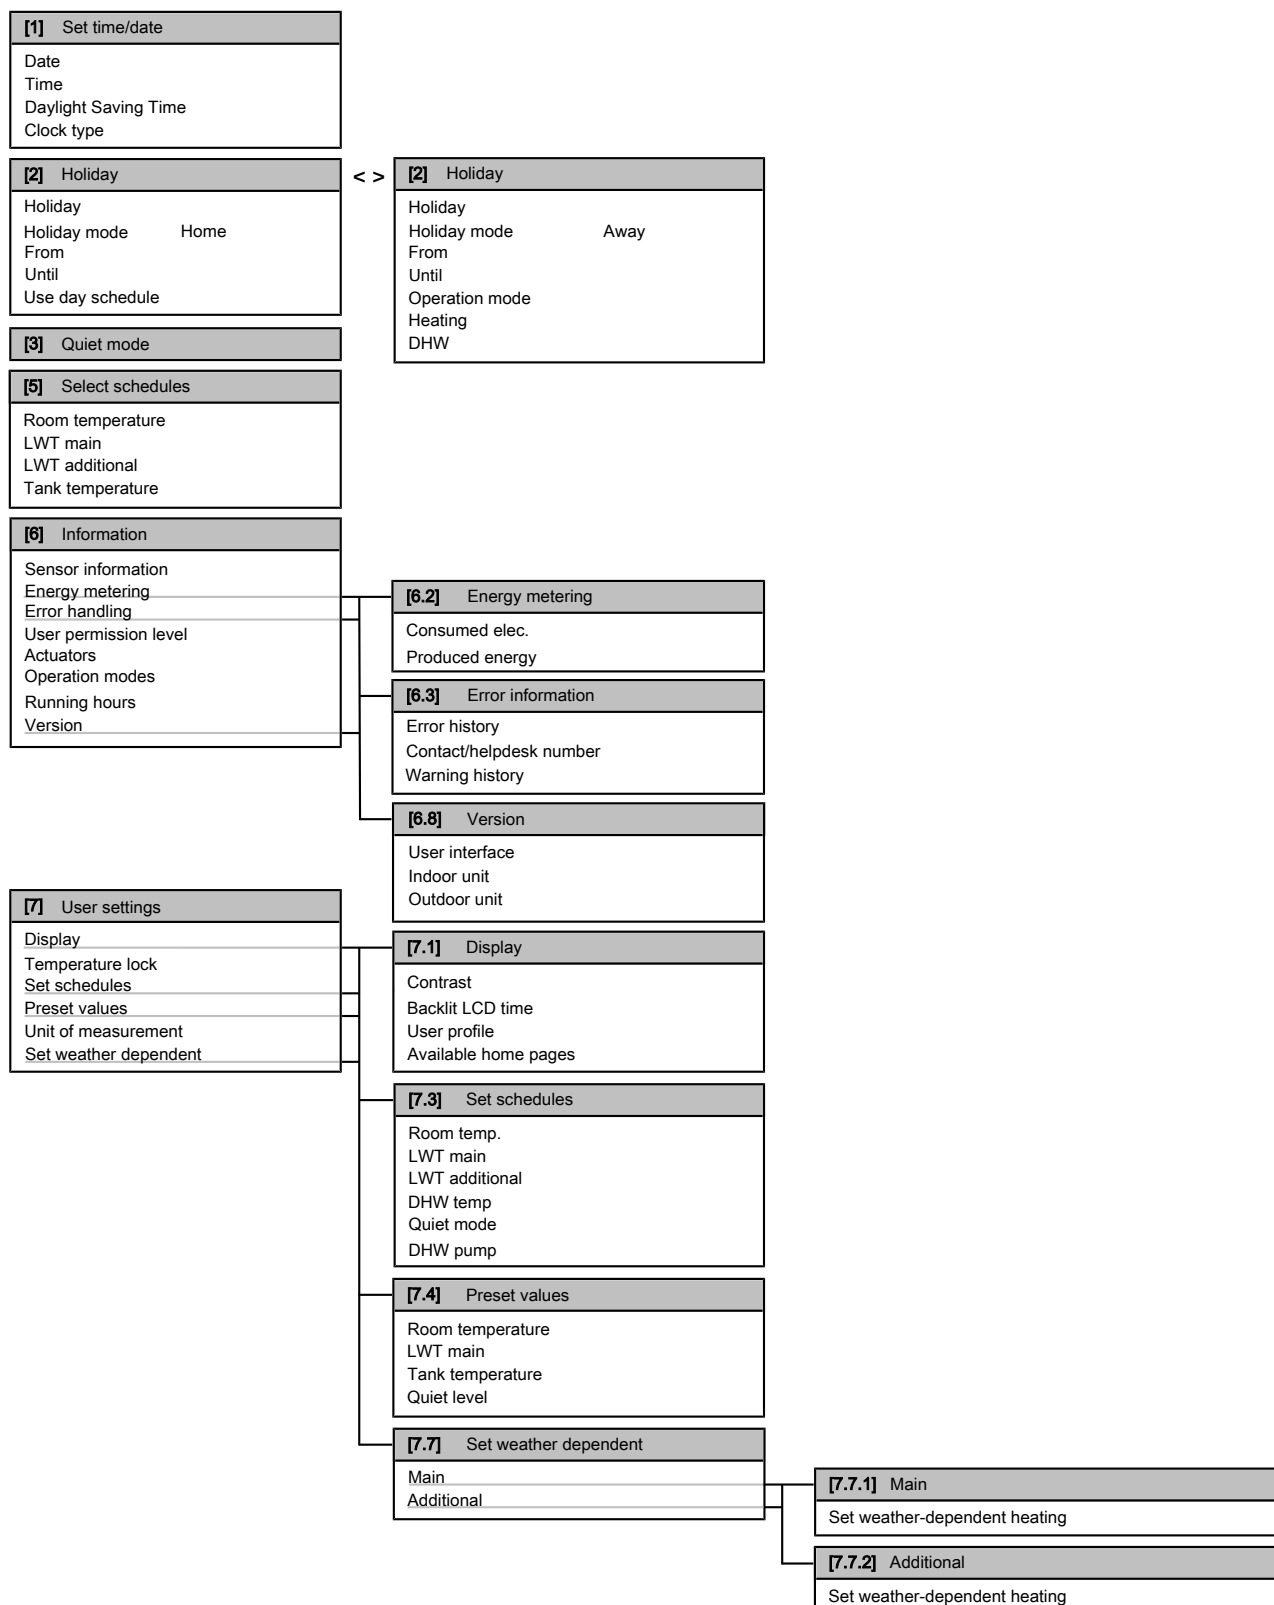 [1] Set time/date
Date
Time
Daylight Saving Time
Clock type
[2] Holiday
Holiday
Holiday mode Home
From
Until
Use day schedule
< >
[2] Holiday
Holiday
Holiday mode Away
From
Until
Operation mode
Heating
DHW
[3] Quiet mode
[5] Select schedules
Room temperature
LWT main
LWT additional
Tank temperature
[6] Information
Sensor information
Energy metering
Error handling
User permission level
Actuators
Operation modes
Running hours
Version
[6.2] Energy metering
Consumed elec.
Produced energy
[6.3] Error information
Error history
Contact/helpdesk number
Warning history
[6.8] Version
User interface
Indoor unit
Outdoor unit
[7] User settings
Display
Temperature lock
Set schedules
Preset values
Unit of measurement
Set weather dependent
[7.1] Display
Contrast
Backlit LCD time
User profile
Available home pages
[7.3] Set schedules
Room temp.
LWT main
LWT additional
DHW temp
Quiet mode
DHW pump
[7.4] Preset values
Room temperature
LWT main
Tank temperature
Quiet level
[7.7] Set weather dependent
Main
Additional
[7.7.1] Main
Set weather-dependent heating
[7.7.2] Additional
Set weather-dependent heating